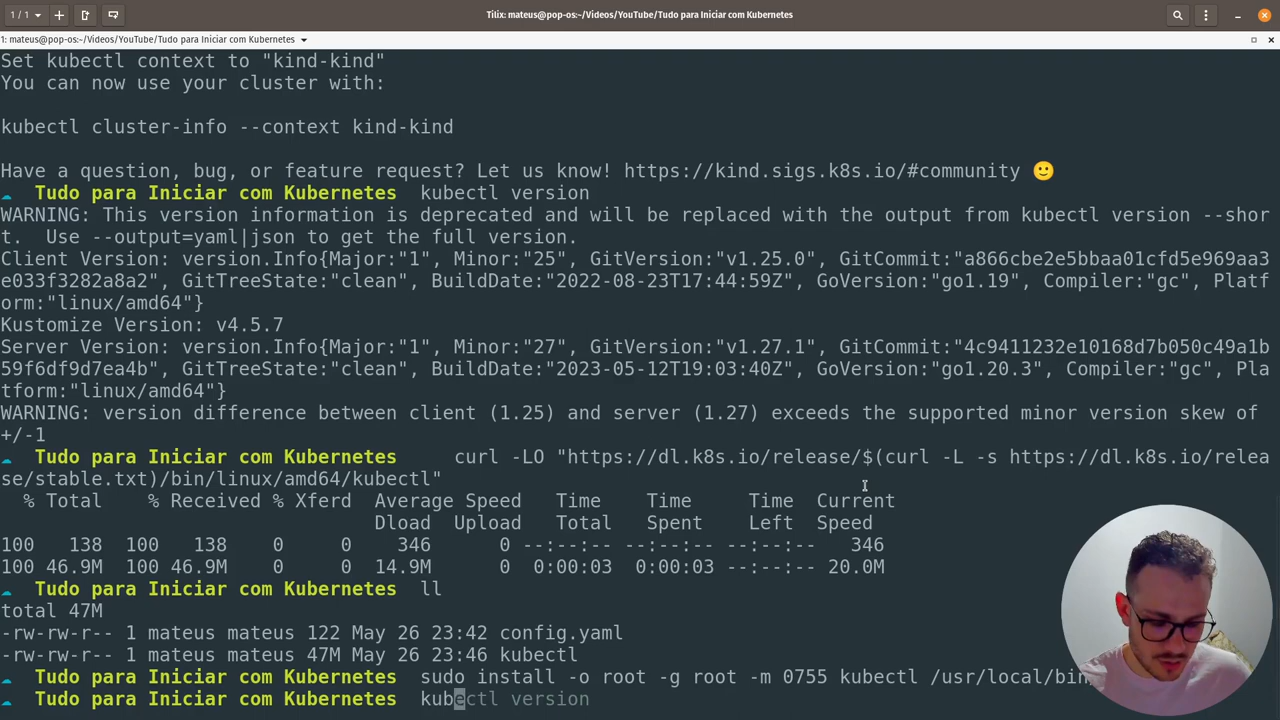 1 / 1
Tilix: mateus@pop-os:~/Videos/YouTube/Tudo para Iniciar com Kubernetes
1: mateus@pop-os:~/Videos/YouTube/Tudo para Iniciar com Kubernetes
Set kubectl context to "kind-kind"
You can now use your cluster with:
kubectl cluster-info --context kind-kind
Have a question, bug, or feature request? Let us know! https://kind.sigs.k8s.io/#community 🙂
Tudo para Iniciar com Kubernetes kubectl version
WARNING: This version information is deprecated and will be replaced with the output from kubectl version --shor
t.  Use --output=yaml|json to get the full version.
Client Version: version.Info{Major:"1", Minor:"25", GitVersion:"v1.25.0", GitCommit:"a866cbe2e5bbaa01cfd5e969aa3
e033f3282a8a2", GitTreeState:"clean", BuildDate:"2022-08-23T17:44:59Z", GoVersion:"go1.19", Compiler:"gc", Platf
orm:"linux/amd64"}
Kustomize Version: v4.5.7
Server Version: version.Info{Major:"1", Minor:"27", GitVersion:"v1.27.1", GitCommit:"4c9411232e10168d7b050c49a1b
59f6df9d7ea4b", GitTreeState:"clean", BuildDate:"2023-05-12T19:03:40Z", GoVersion:"go1.20.3", Compiler:"gc", Pla
tform:"linux/amd64"}
WARNING: version difference between client (1.25) and server (1.27) exceeds the supported minor version skew of
+/-1
Tudo para Iniciar com Kubernetes curl -LO "https://dl.k8s.io/release/$(curl -L -s https://dl.k8s.io/relea
se/stable.txt)/bin/linux/amd64/kubectl"
% Total % Received % Xferd Average Speed Time Time Time Current
Dload Upload Total Spent Left Speed
100 138 100 138 0 0 346 0 --:--:-- --:--:-- --:--:-- 346
100 46.9M 100 46.9M 0 0 14.9M 0 0:00:03 0:00:03 --:--:-- 20.0M
Tudo para Iniciar com Kubernetes ll
total 47M
-rw-rw-r-- 1 mateus mateus 122 May 26 23:42 config.yaml
-rw-rw-r-- 1 mateus mateus 47M May 26 23:46 kubectl
Tudo para Iniciar com Kubernetes sudo install -o root -g root -m 0755 kubectl /usr/local/bin
Tudo para Iniciar com Kubernetes kubectl version